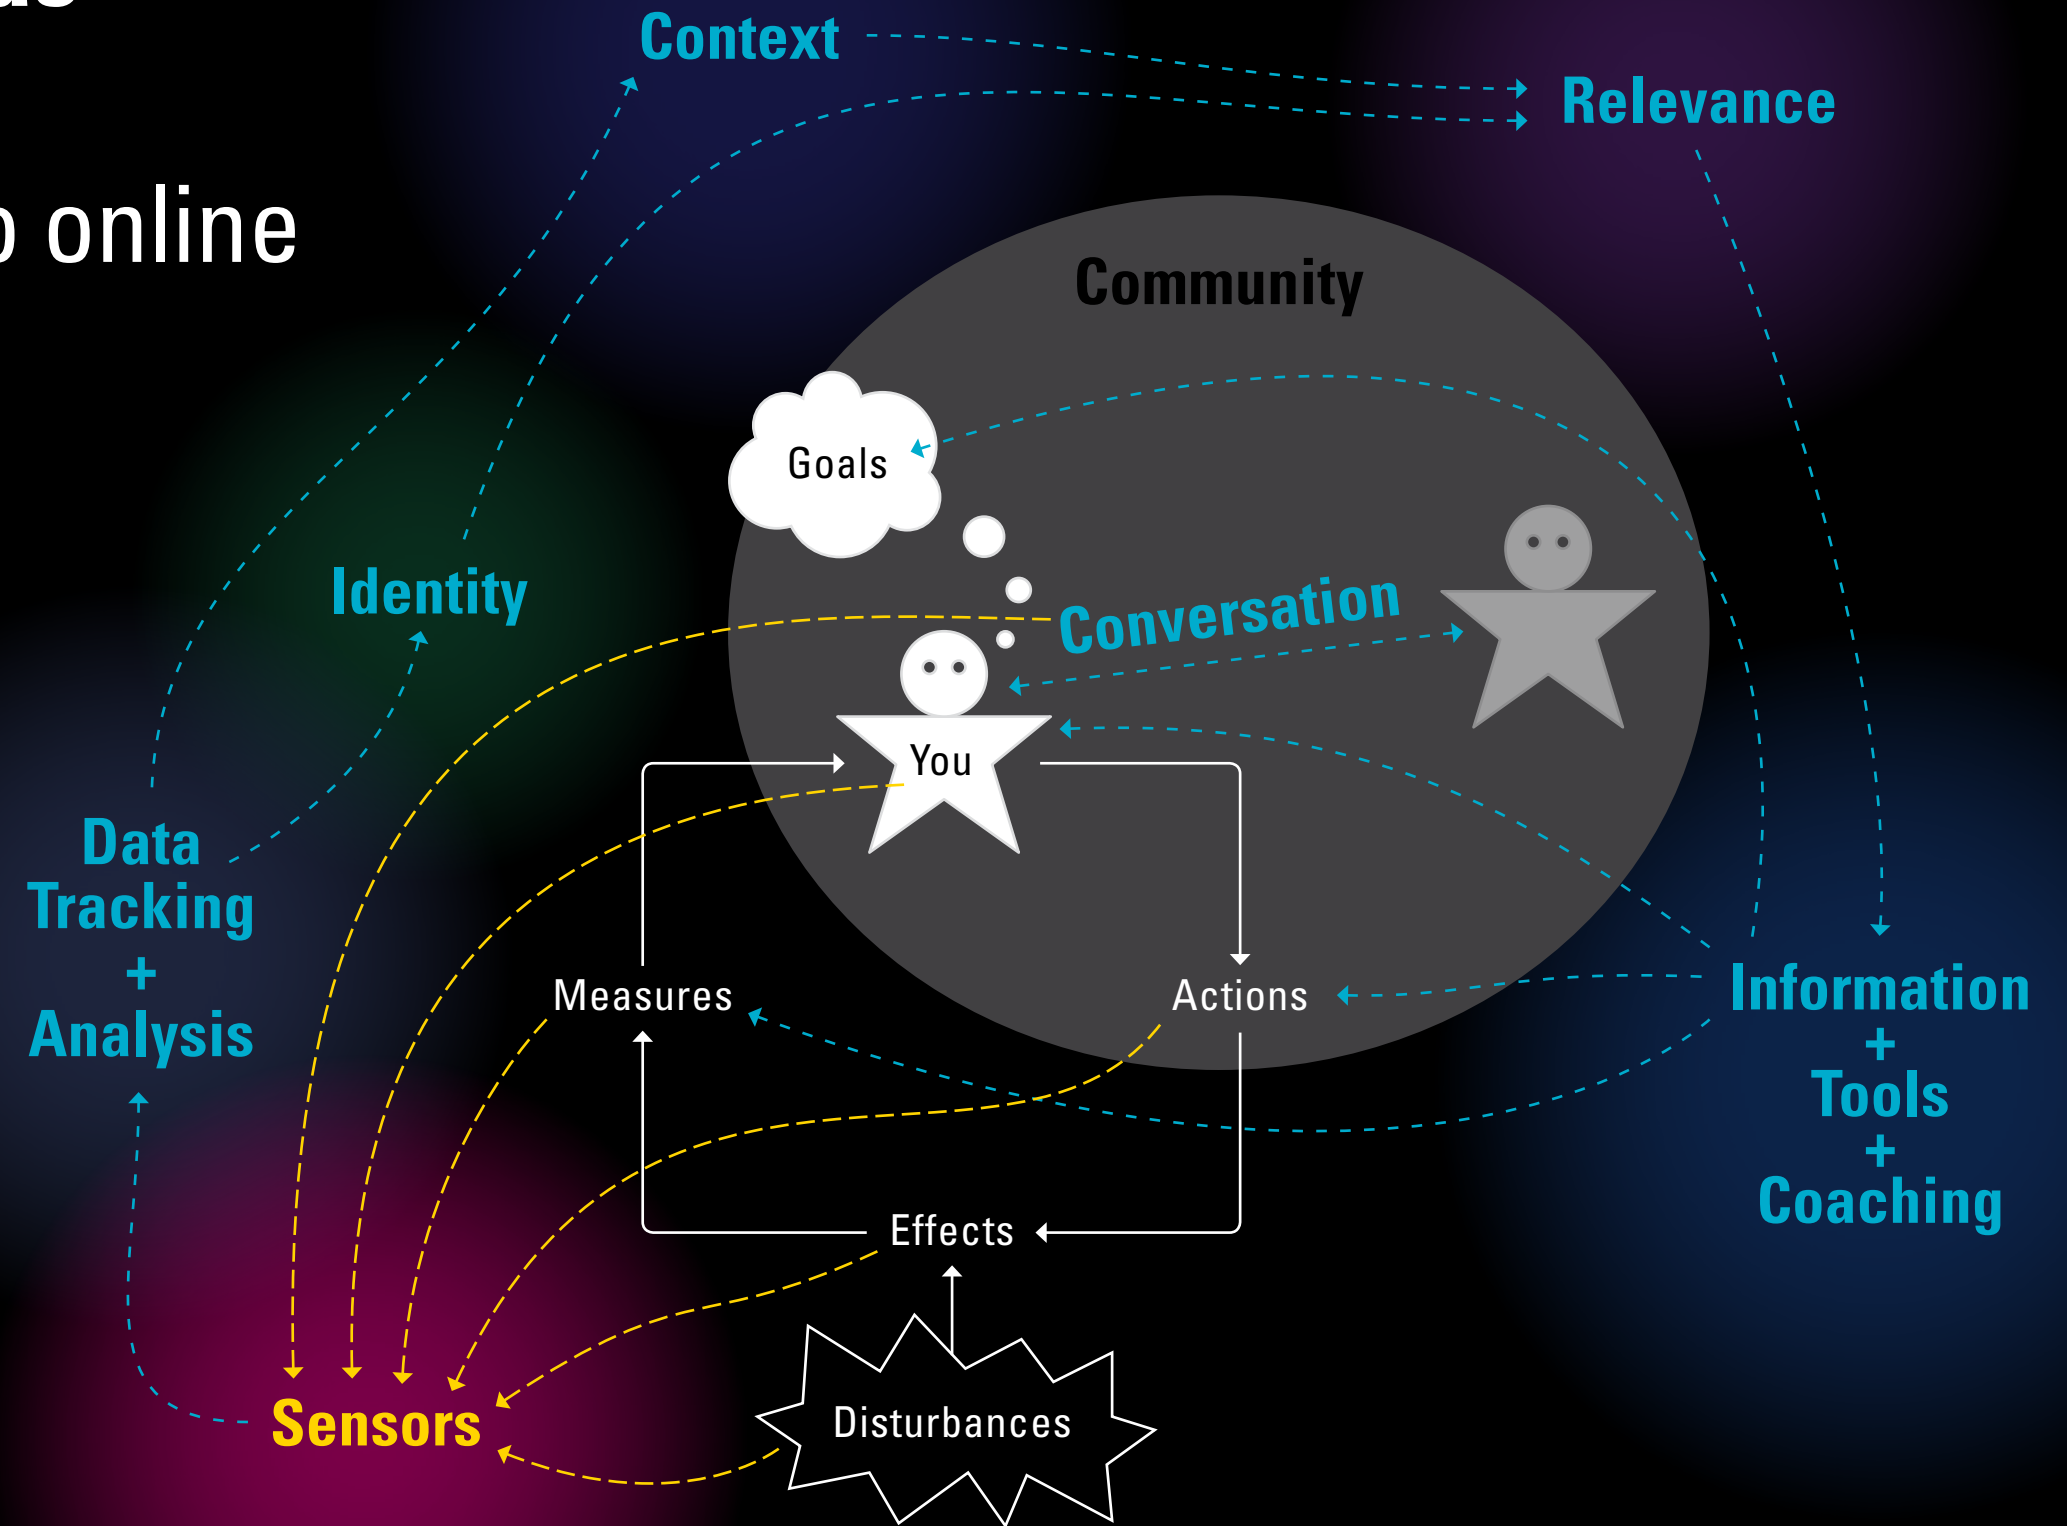 Context
Relevance
online
Community
Goals
Identity
Conversation
You
Data
Tracking
+
Analysis
Measures
Actions
Information
+
Tools
+
Coaching
Effects
Sensors
Disturbances